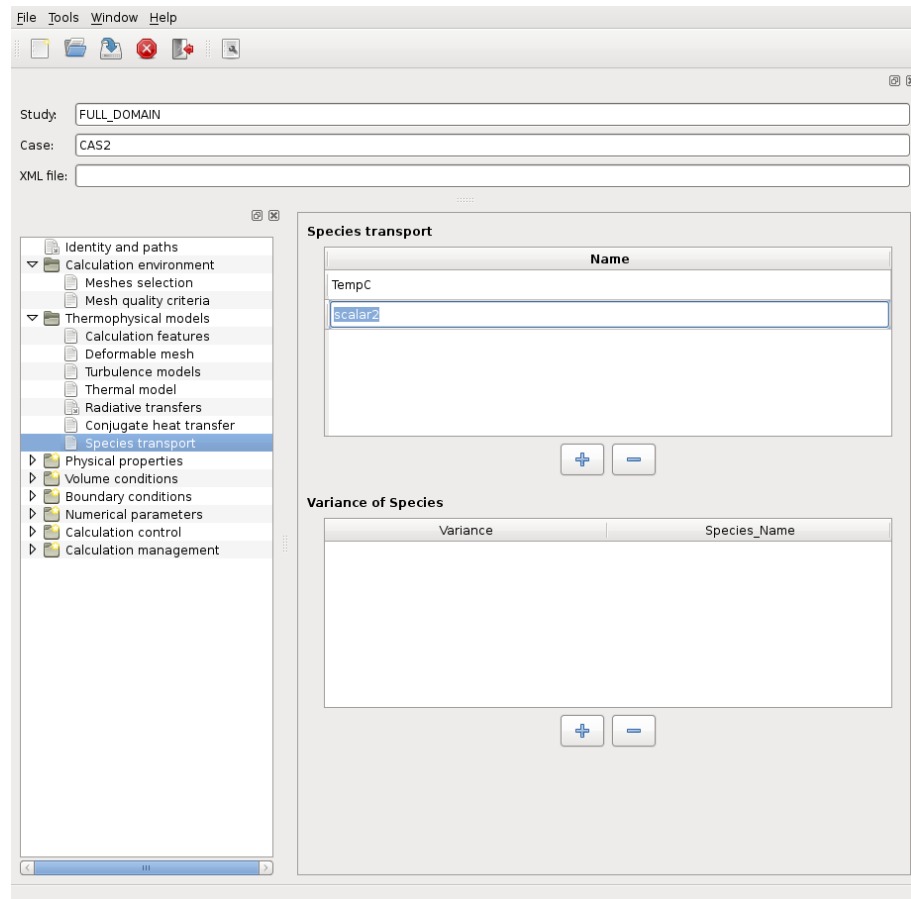 File Tools Window Help
Study: FULL_DOMAIN
Case: CAS2
XML file:
Identity and paths
Calculation environment
Meshes selection
Mesh quality criteria
Thermophysical models
Calculation features
Deformable mesh
Turbulence models
Thermal model
Radiative transfers
Conjugate heat transfer
Species transport
Physical properties
Volume conditions
Boundary conditions
Numerical parameters
Calculation control
Calculation management
Species transport
Name
TempC
scalar2
Variance of Species
Variance Species_Name